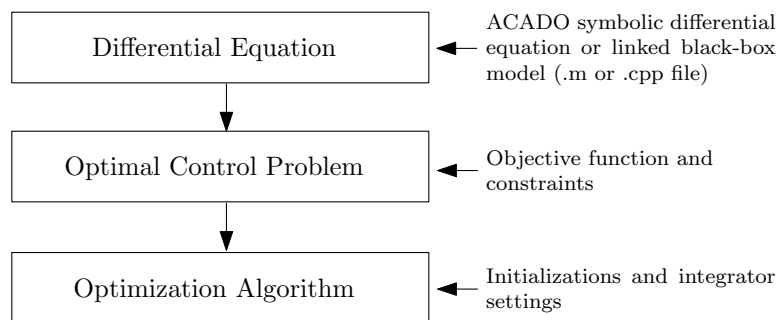 Differential Equation
ACADO symbolic differential
equation or linked black-box
model (.m or .cpp file)
Optimal Control Problem
Objective function and
constraints
Optimization Algorithm
Initializations and integrator
settings